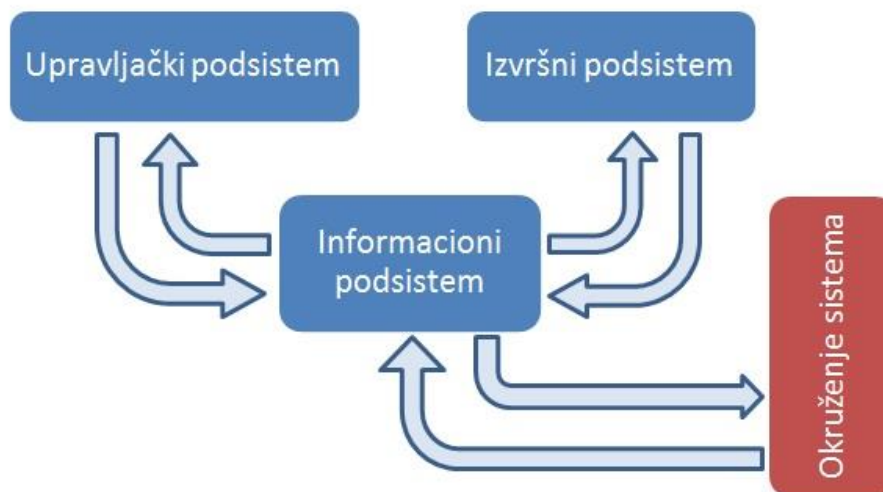 Upravljački podsistem
Izvršni podsistem
Informacioni
podsistem
Okruženje sistema